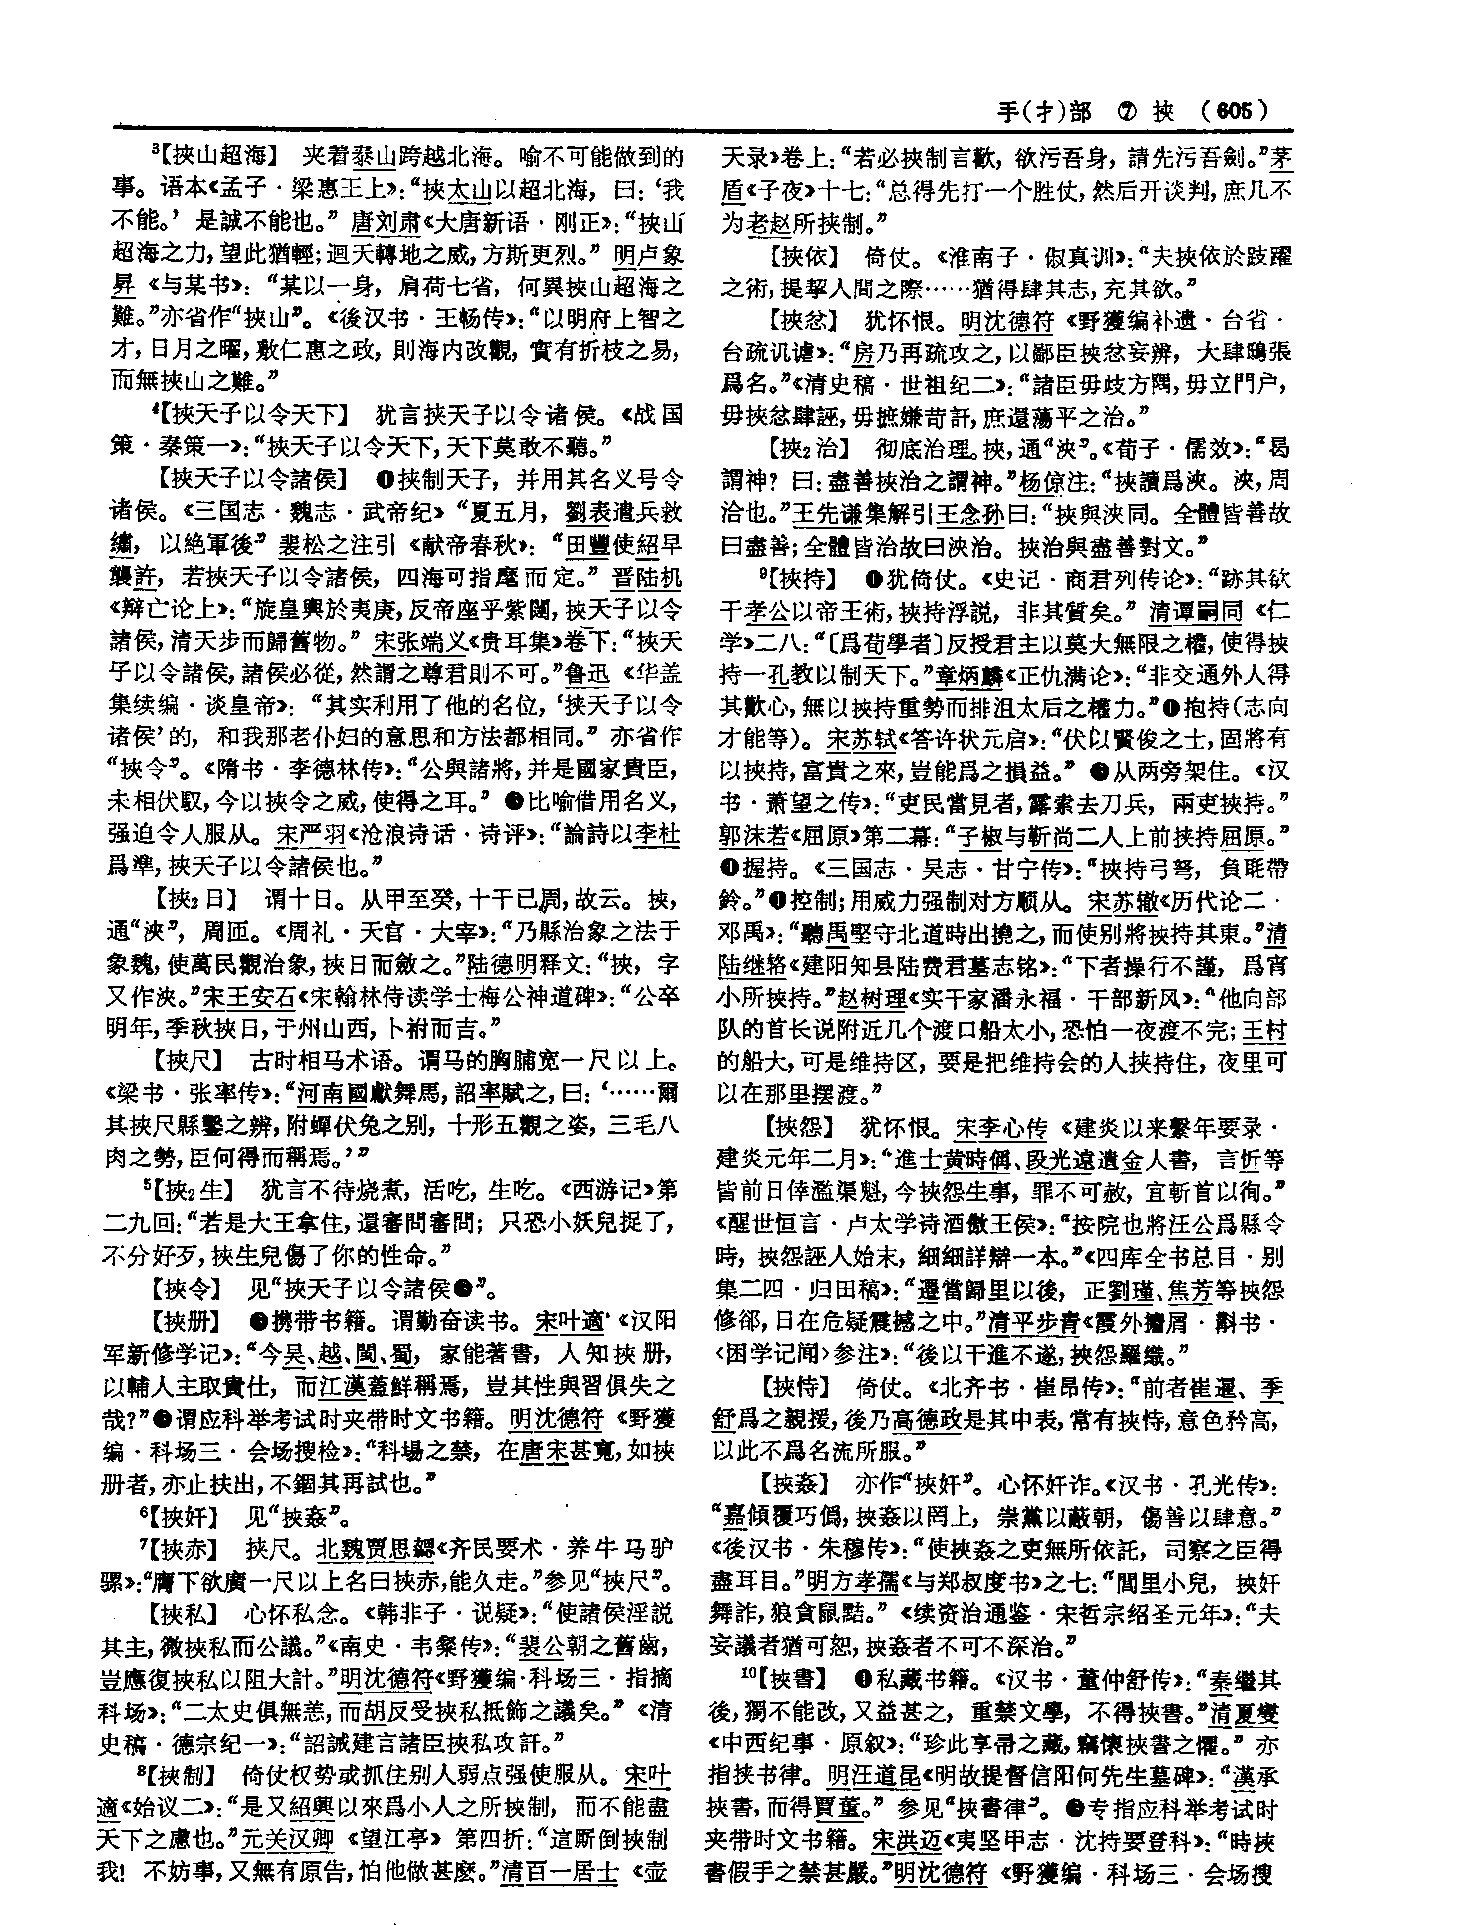 手(扌)部 ⑦ 挾 (605)
³【挾山超海】 夹着泰山跨越北海。喻不可能做到的
事。语本《孟子·梁惠王上》:“挾太山以超北海, 曰: ‘我
不能。’ 是誠不能也。” 唐刘肃《大唐新语·刚正》: “挾山
超海之力, 望此猶輕; 迴天轉地之威, 方斯更烈。” 明卢象
昇《与某书》: “某以一身, 肩荷七省, 何異挾山超海之
難。”亦省作“挾山”。《後汉书·王畅传》: “以明府上智之
才, 日月之曜, 敷仁惠之政, 則海内改觀, 實有折枝之易,
而無挾山之難。”
⁴【挾天子以令天下】 犹言挟天子以令诸侯。《战国
策·秦策一》: “挾天子以令天下, 天下莫敢不聽。”
【挾天子以令諸侯】 ❶挟制天子, 并用其名义号令
诸侯。《三国志·魏志·武帝纪》“夏五月, 劉表遣兵救
繡, 以絶軍後” 裴松之注引《献帝春秋》: “田豐使紹早
襲許, 若挾天子以令諸侯, 四海可指麾而定。” 晋陆机
《辩亡论上》: “旋皇輿於夷庚, 反帝座乎紫闥, 挾天子以令
諸侯, 清天步而歸舊物。” 宋张端义《贵耳集》卷下: “挾天
子以令諸侯, 諸侯必從, 然謂之尊君則不可。”鲁迅《华盖
集续编·谈皇帝》: “其实利用了他的名位, ‘挟天子以令
诸侯’的, 和我那老仆妇的意思和方法都相同。” 亦省作
“挾令”。《隋书·李德林传》: “公與諸將, 并是國家貴臣,
未相伏馭, 今以挾令之威, 使得之耳。” ❷比喻借用名义,
强迫令人服从。宋严羽《沧浪诗话·诗评》: “論詩以李杜
爲準, 挾天子以令諸侯也。”
【挾₂日】 谓十日。从甲至癸, 十干已周, 故云。挾,
通“浹”, 周匝。《周礼·天官·大宰》: “乃縣治象之法于
象魏, 使萬民觀治象, 挾日而斂之。”陆德明释文: “挾, 字
又作浹。”宋王安石《宋翰林侍读学士梅公神道碑》: “公卒
明年, 季秋挾日, 于州山西, 卜祔而吉。”
【挾尺】 古时相马术语。谓马的胸脯宽一尺以上。
《梁书·张率传》: “河南國獻舞馬, 詔率賦之, 曰: ‘……爾
其挾尺縣鑿之辨, 附蟬伏兔之别, 十形五觀之姿, 三毛八
肉之勢, 臣何得而稱焉。’”
⁵【挾₂生】 犹言不待烧煮, 活吃, 生吃。《西游记》第
二九回: “若是大王拿住, 還審問審問; 只恐小妖兒捉了,
不分好歹, 挾生兒傷了你的性命。”
【挾令】 见“挾天子以令諸侯❶”。
【挾册】 ❶携带书籍。谓勤奋读书。宋叶適《汉阳
军新修学记》: “今吴、越、閩、蜀, 家能著書, 人知挾册,
以輔人主取貴仕, 而江漢蓋鮮稱焉, 豈其性與習俱失之
哉?”❷谓应科举考试时夹带时文书籍。明沈德符《野獲
编·科场三·会场搜检》: “科場之禁, 在唐宋甚寬, 如挾
册者, 亦止扶出, 不錮其再試也。”
⁶【挾奸】 见“挾姦”。
⁷【挾赤】 挟尺。北魏贾思勰《齐民要术·养牛马驴
骡》: “膺下欲廣一尺以上名曰挾赤, 能久走。”参见“挾尺”。
【挾私】 心怀私念。《韩非子·说疑》: “使諸侯淫説
其主, 微挾私而公議。”《南史·韦粲传》: “裴公朝之舊齒,
豈應復挾私以阻大計。”明沈德符《野獲编·科场三·指摘
科场》: “二太史俱無恙, 而胡反受挾私抵飾之議矣。” 《清
史稿·德宗纪一》: “詔誡建言諸臣挾私攻訐。”
⁸【挾制】 倚仗权势或抓住别人弱点强使服从。宋叶
適《始议二》: “是又紹興以來爲小人之所挾制, 而不能盡
天下之慮也。”元关汉卿《望江亭》第四折: “這厮倒挾制
我! 不妨事, 又無有原告, 怕他做甚麽。”清百一居士《壶
天录》卷上: “若必挾制言歡, 欲污吾身, 請先污吾劍。”茅
盾《子夜》十七: “总得先打一个胜仗, 然后开谈判, 庶几不
为老赵所挟制。”
【挾依】 倚仗。《淮南子·俶真训》: “夫挾依於跂躍
之術, 提挈人間之際……猶得肆其志, 充其欲。”
【挾忿】 犹怀恨。明沈德符《野獲编补遗·台省·
台疏讥谑》: “房乃再疏攻之, 以鄙臣挾忿妄辨, 大肆鴟張
爲名。”《清史稿·世祖纪二》: “諸臣毋歧方隅, 毋立門户,
毋挾忿肆誣, 毋摭嫌苛訐, 庶還蕩平之治。”
【挾₂治】 彻底治理。挾, 通“浹”。《荀子·儒效》: “曷
謂神? 曰: 盡善挾治之謂神。”杨倞注: “挾讀爲浹。浹, 周
洽也。”王先谦集解引王念孙曰: “挾與浹同。全體皆善故
曰盡善; 全體皆治故曰浹治。挾治與盡善對文。”
⁹【挾持】 ❶犹倚仗。《史记·商君列传论》: “跡其欲
干孝公以帝王術, 挾持浮説, 非其質矣。” 清谭嗣同《仁
学》二八: “〔爲荀學者〕反授君主以莫大無限之權, 使得挾
持一孔教以制天下。”章炳麟《正仇满论》: “非交通外人得
其歡心, 無以挾持重勢而排沮太后之權力。”❷抱持(志向
才能等)。宋苏轼《答许状元启》: “伏以賢俊之士, 固將有
以挾持, 富貴之來, 豈能爲之損益。” ❸从两旁架住。《汉
书·萧望之传》: “吏民當見者, 露索去刀兵, 兩吏挾持。”
郭沫若《屈原》第二幕: “子椒与靳尚二人上前挟持屈原。”
❹握持。《三国志·吴志·甘宁传》: “挾持弓弩, 負毦帶
鈴。”❺控制; 用威力强制对方顺从。宋苏辙《历代论二·
邓禹》: “聽禹堅守北道時出撓之, 而使别將挾持其東。”清
陆继辂《建阳知县陆费君墓志铭》: “下者操行不謹, 爲宵
小所挾持。”赵树理《实干家潘永福·干部新风》: “他向部
队的首长说附近几个渡口船太小, 恐怕一夜渡不完; 王村
的船大, 可是维持区, 要是把维持会的人挟持住, 夜里可
以在那里摆渡。”
【挾怨】 犹怀恨。宋李心传《建炎以来繫年要录·
建炎元年二月》: “進士黄時偁、段光遠遺金人書, 言忻等
皆前日倖濫渠魁, 今挾怨生事, 罪不可赦, 宜斬首以徇。”
《醒世恒言·卢太学诗酒傲王侯》: “按院也將汪公爲縣令
時, 挾怨誣人始末, 細細詳辯一本。”《四库全书总目·别
集二四·归田稿》: “遷當歸里以後, 正劉瑾、焦芳等挾怨
修郤, 日在危疑震撼之中。”清平步青《霞外攟屑·斠书·
〈困学记闻〉参注》: “後以干進不遂, 挾怨羅織。”
【挾恃】 倚仗。《北齐书·崔昂传》: “前者崔暹、季
舒爲之親援, 後乃高德政是其中表, 常有挾恃, 意色矜高,
以此不爲名流所服。”
【挾姦】 亦作“挾奸”。心怀奸诈。《汉书·孔光传》:
“嘉傾覆巧僞, 挾姦以罔上, 崇黨以蔽朝, 傷善以肆意。”
《後汉书·朱穆传》: “使挾姦之吏無所依託, 司察之臣得
盡耳目。”明方孝孺《与郑叔度书》之七: “閭里小兒, 挾奸
舞詐, 狼貪鼠黠。” 《续资治通鉴·宋哲宗绍圣元年》: “夫
妄議者猶可恕, 挾姦者不可不深治。”
¹⁰【挾書】 ❶私藏书籍。《汉书·董仲舒传》: “秦繼其
後, 獨不能改, 又益甚之, 重禁文學, 不得挾書。”清夏燮
《中西纪事·原叙》: “珍此享帚之藏, 竊懷挾書之懼。” 亦
指挟书律。明汪道昆《明故提督信阳何先生墓碑》: “漢承
挾書, 而得賈董。” 参见“挾書律”。❷专指应科举考试时
夹带时文书籍。宋洪迈《夷坚甲志·沈持要登科》: “時挾
書假手之禁甚嚴。”明沈德符《野獲编·科场三·会场搜